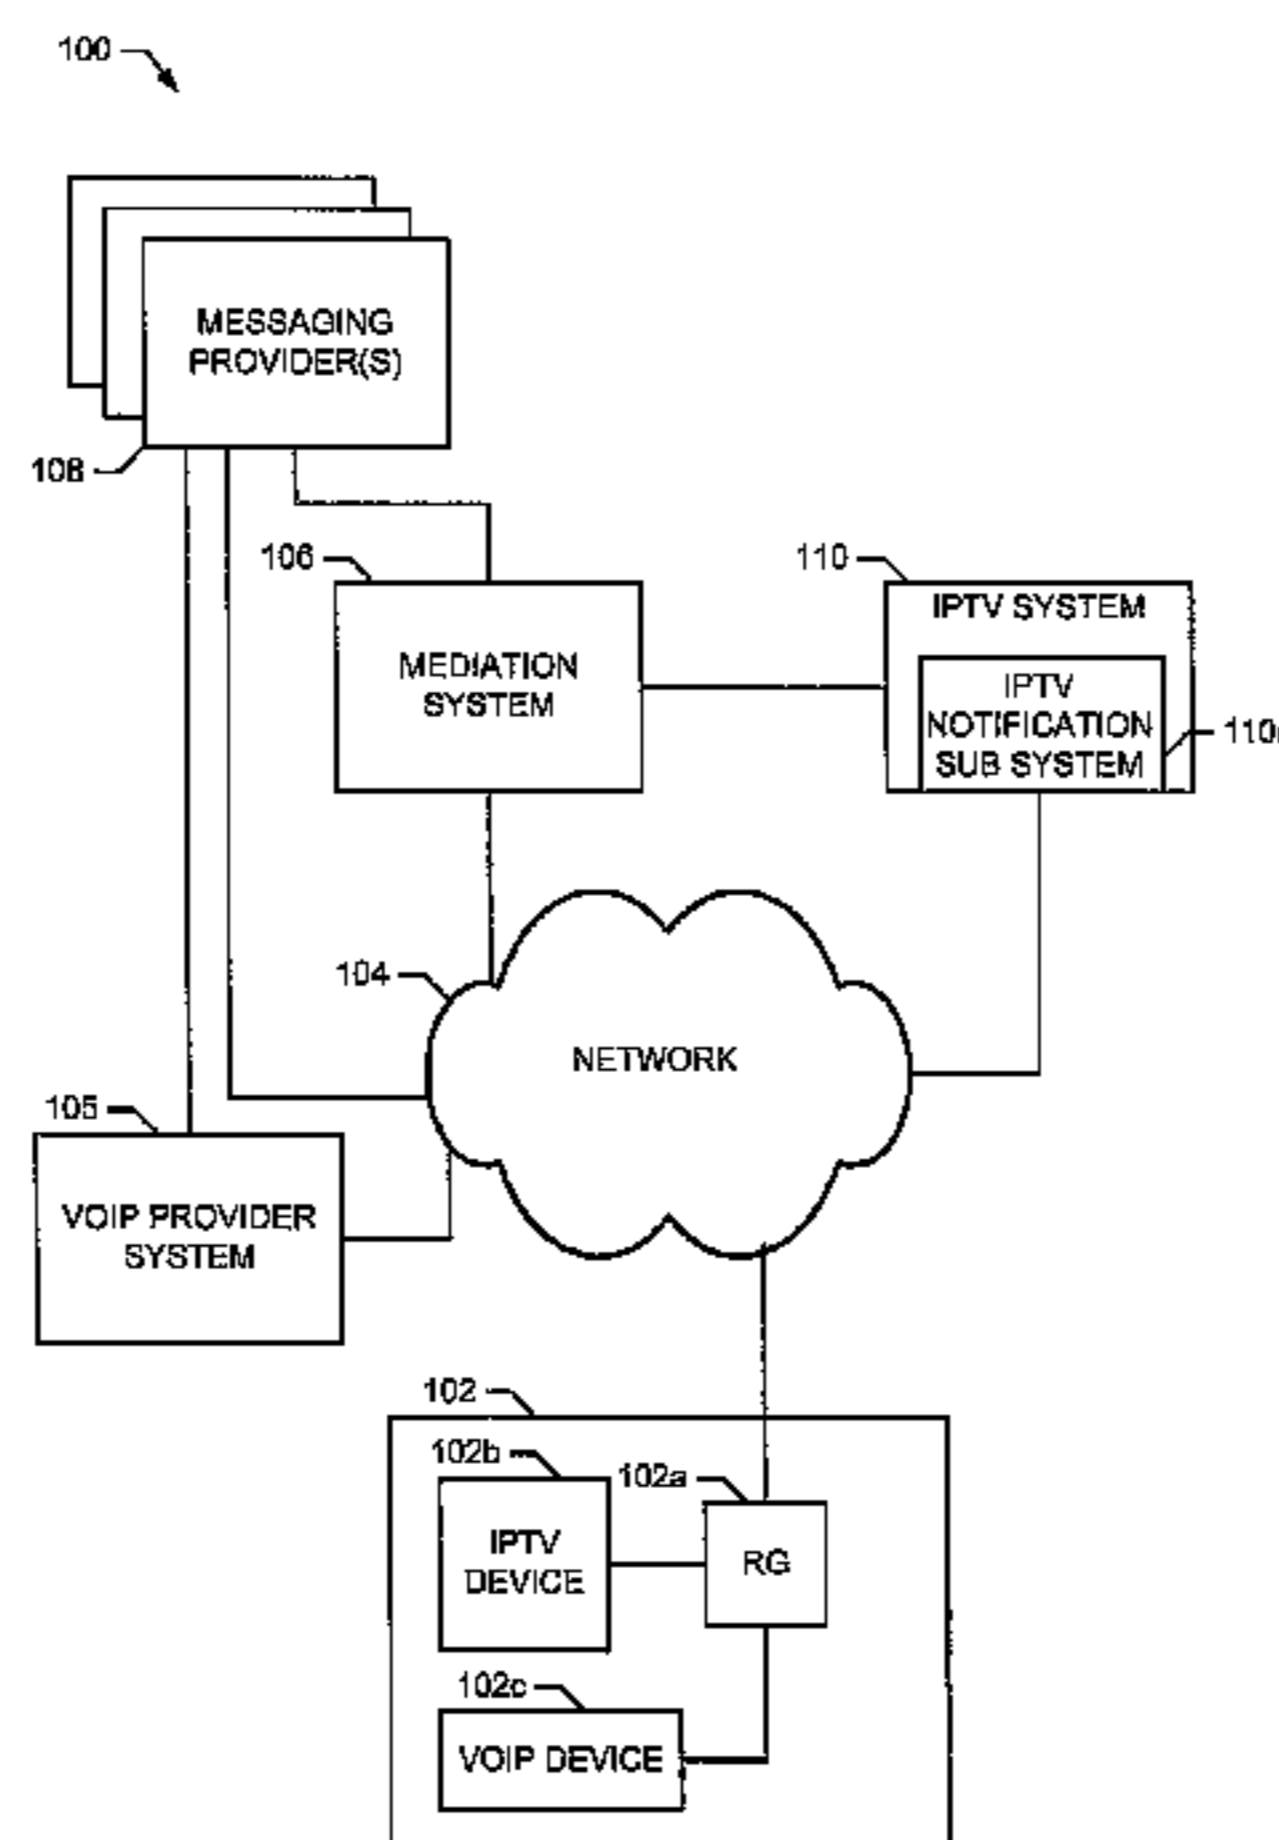 100
MESSAGING
PROVIDER(S)
108
106
110
IPTV SYSTEM
MEDIATION
SYSTEM
IPTV
NOTIFICATION
SUB SYSTEM
104
NETWORK
105
VOIP PROVIDER
SYSTEM
102
102b
102a
IPTV
DEVICE
RG
102c
VOIP DEVICE